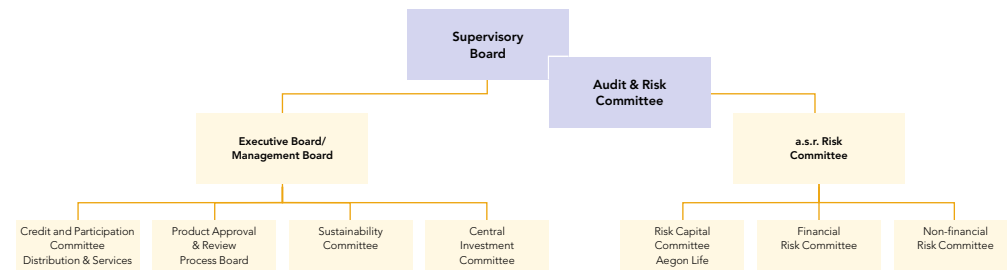 Supervisory
Board
Audit & Risk
Committee
Executive Board/
Management Board
a.s.r. Risk
Committee
Credit and Participation
Committee
Distribution & Services
Product Approval
& Review
Process Board
Sustainability
Committee
Central
Investment
Committee
Risk Capital
Committee
Aegon Life
Financial
Risk Committee
Non-financial
Risk Committee